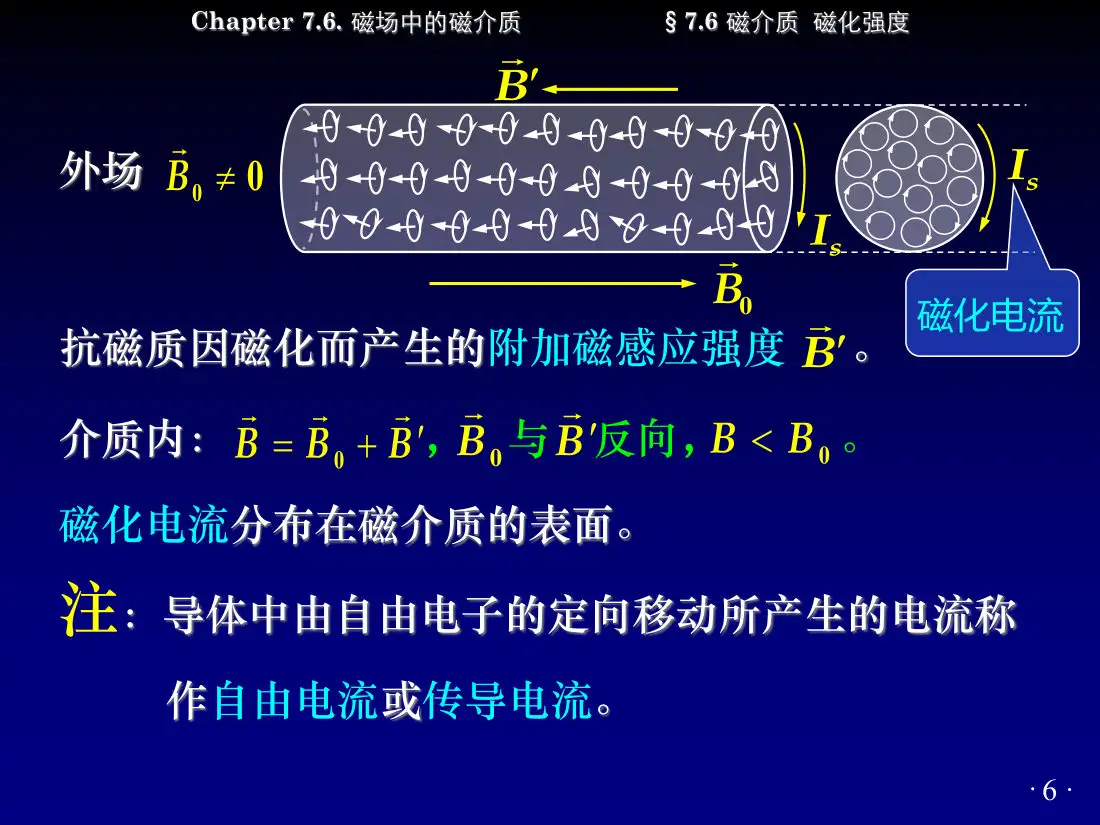 Chapter 7.6. 磁场中的磁介质 § 7.6 磁介质 磁化强度
B⃗′
外场 B⃗₀ ≠ 0
Iₛ
Iₛ
B⃗₀
磁化电流
抗磁质因磁化而产生的附加磁感应强度 B⃗′ 。
介质内： B⃗ = B⃗₀ + B⃗′ , B⃗₀ 与 B⃗′ 反向， B < B₀ 。
磁化电流分布在磁介质的表面。
注：导体中由自由电子的定向移动所产生的电流称
作自由电流或传导电流。
· 6 ·